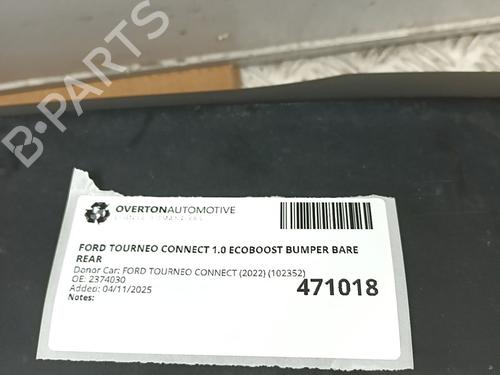 B-PARTS
OVERTONAUTOMOTIVE
FORD TOURNEO CONNECT 1.0 ECOBOOST BUMPER BARE
REAR
Donor Car: FORD TOURNEO CONNECT (2022) (102352)
OE: 2374030
Added: 04/11/2025
Notes:
471018